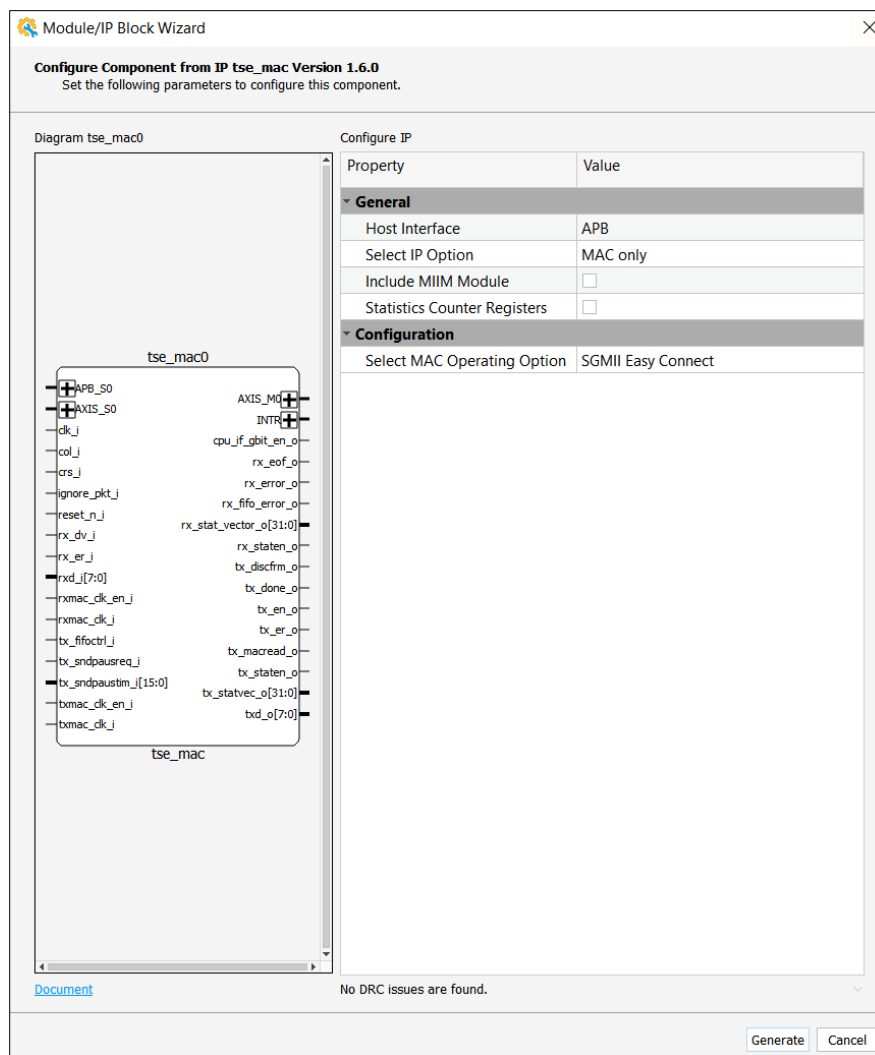 Module/IP Block Wizard
Configure Component from IP tse_mac Version 1.6.0
Set the following parameters to configure this component.
Diagram tse_mac0
tse_mac0
APB_S0
AXIS_S0
clk_i
col_i
crs_i
ignore_pkt_i
reset_n_i
rx_dv_i
rx_er_i
rxd_i[7:0]
rxmac_clk_en_i
rxmac_clk_i
tx_fifoctrl_i
tx_sndpausreq_i
tx_sndpaustim_i[15:0]
txmac_clk_en_i
txmac_clk_i
AXIS_M0
INTR
cpu_if_gbit_en_o
rx_eof_o
rx_error_o
rx_fifo_error_o
rx_stat_vector_o[31:0]
rx_staten_o
tx_discfrm_o
tx_done_o
tx_en_o
tx_er_o
tx_macread_o
tx_staten_o
tx_statvec_o[31:0]
txd_o[7:0]
tse_mac
Document
Configure IP
Property Value
General
Host Interface APB
Select IP Option MAC only
Include MIIM Module
Statistics Counter Registers
Configuration
Select MAC Operating Option SGMII Easy Connect
No DRC issues are found.
Generate Cancel